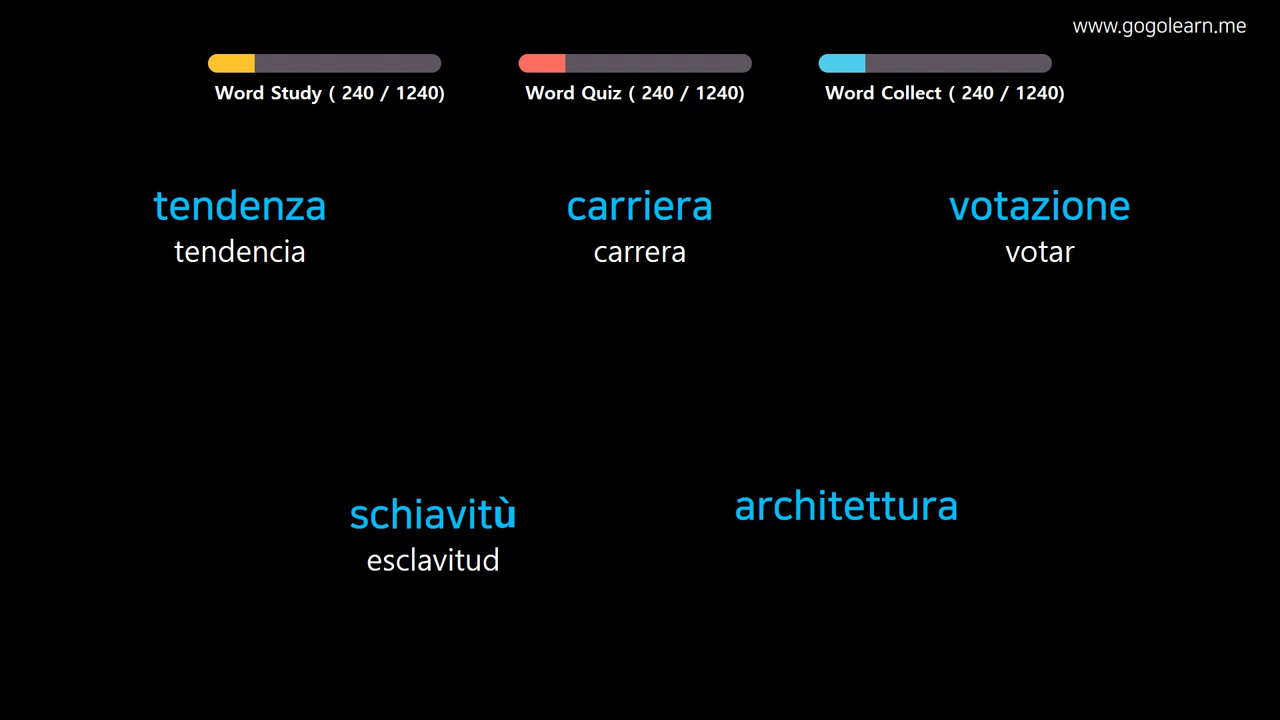 www.gogolearn.me
Word Study ( 240 / 1240)
Word Quiz ( 240 / 1240)
Word Collect ( 240 / 1240)
tendenza
tendencia
carriera
carrera
votazione
votar
schiavitù
esclavitud
architettura